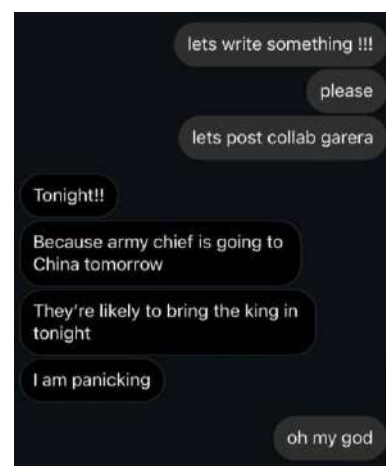 lets write something !!!
please
lets post collab garera
Tonight!!
Because army chief is going to
China tomorrow
They're likely to bring the king in
tonight
I am panicking
oh my god